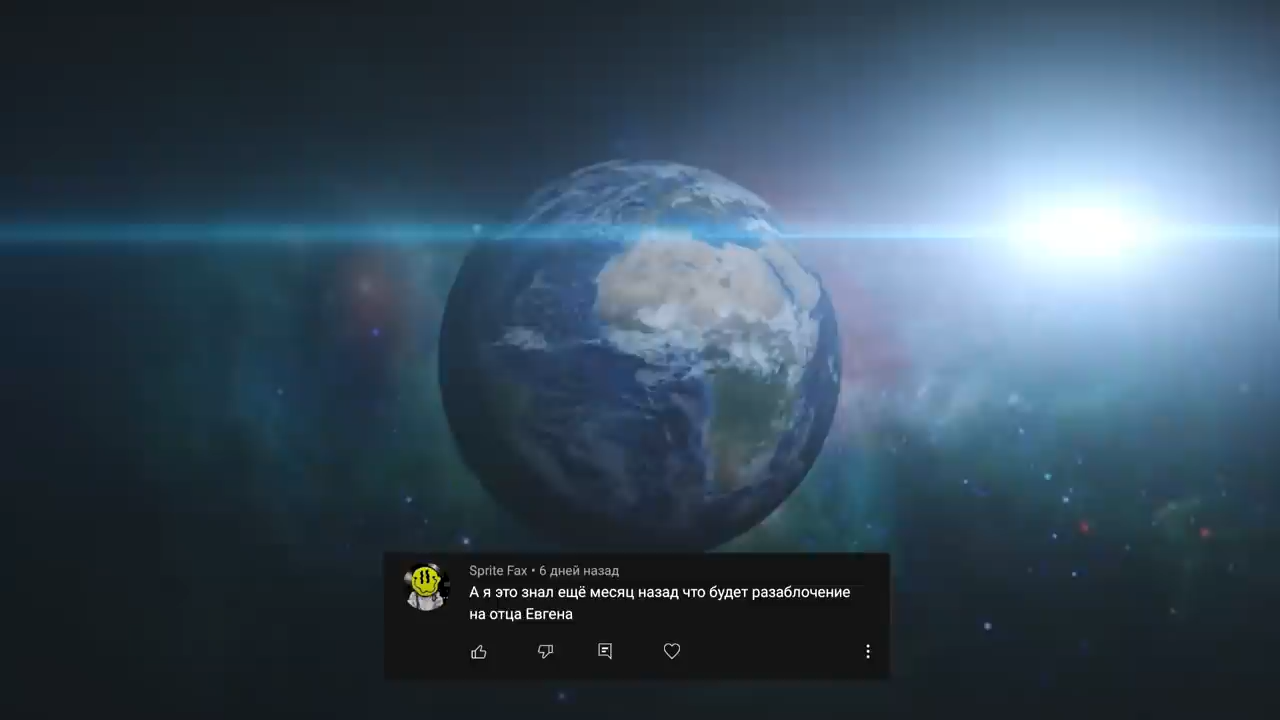 Sprite Fax • 6 дней назад
А я это знал ещё месяц назад что будет разаблочение
на отца Евгена